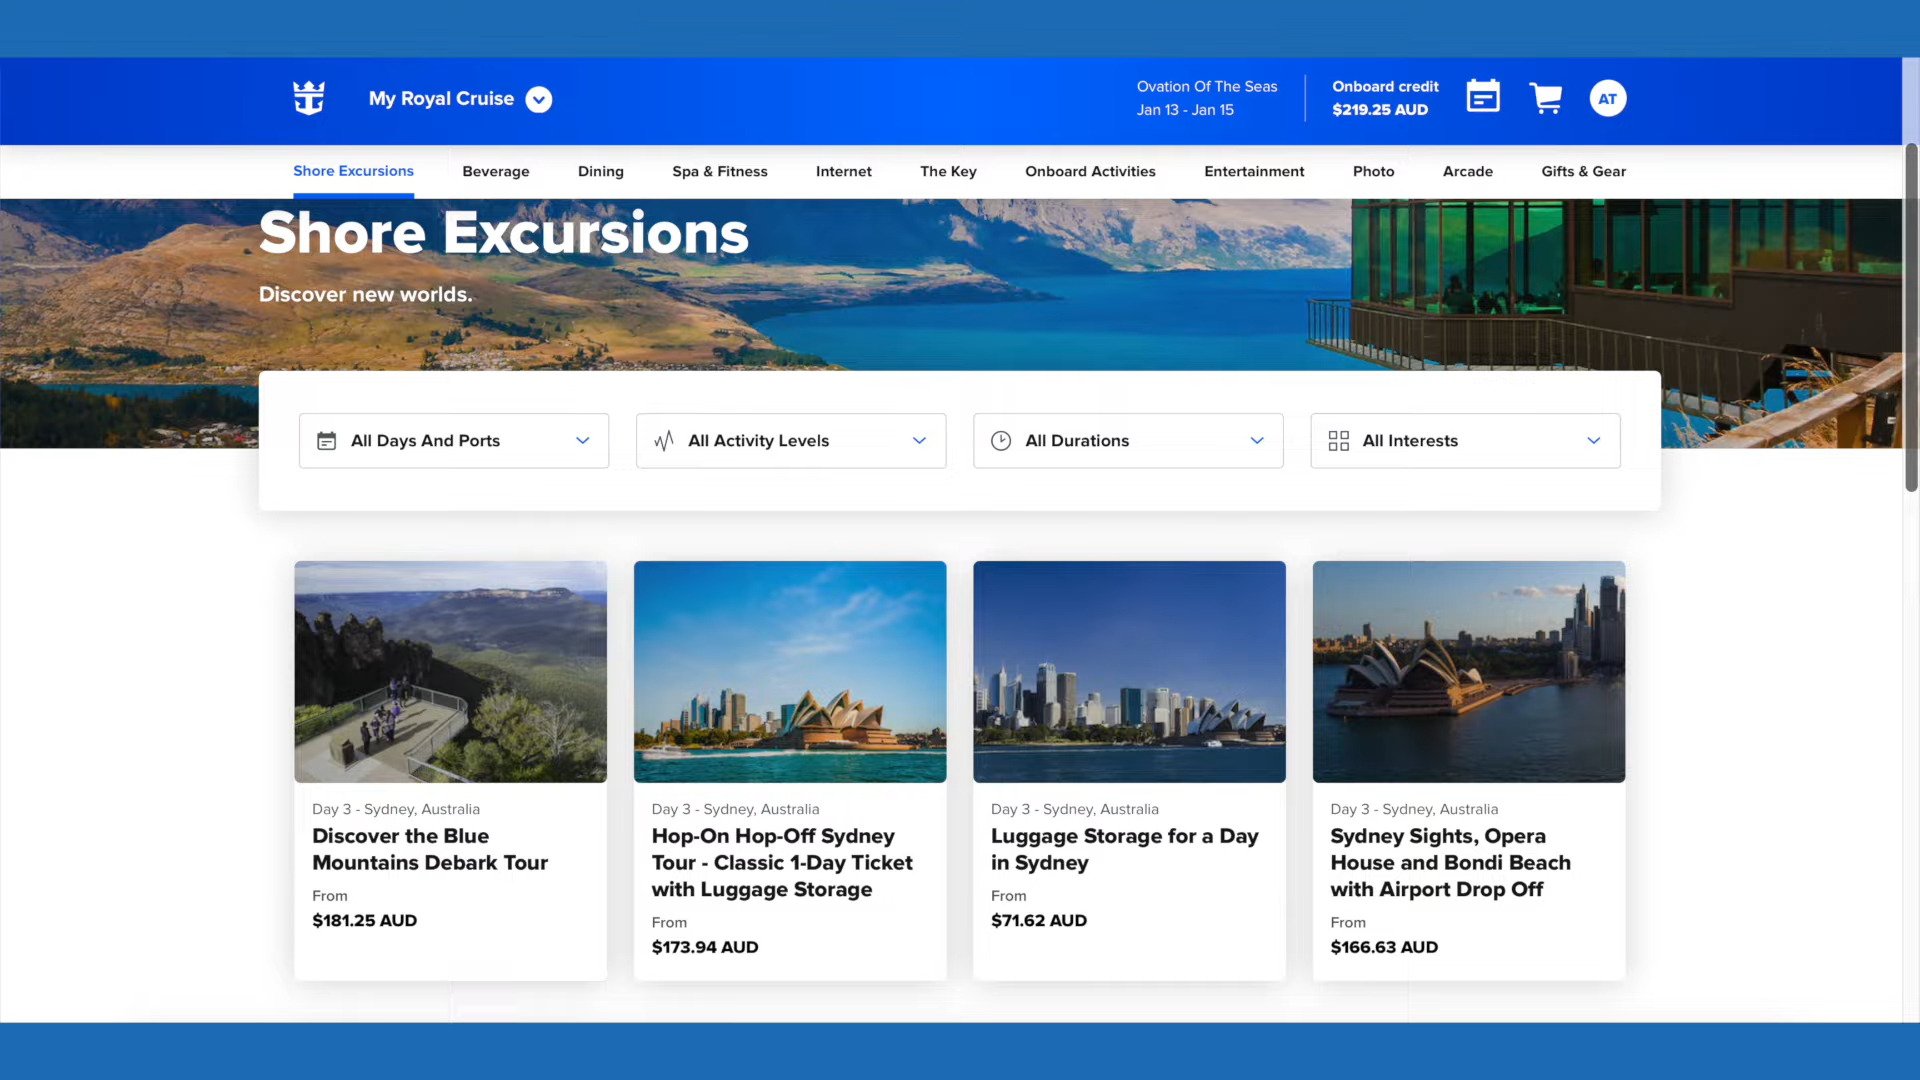 My Royal Cruise
Ovation Of The Seas
Jan 13 - Jan 15
Onboard credit
$219.25 AUD
AT
Shore Excursions
Beverage
Dining
Spa & Fitness
Internet
The Key
Onboard Activities
Entertainment
Photo
Arcade
Gifts & Gear
Shore Excursions
Discover new worlds.
All Days And Ports
All Activity Levels
All Durations
All Interests
Day 3 - Sydney, Australia
Discover the Blue
Mountains Debark Tour
From
$181.25 AUD
Day 3 - Sydney, Australia
Hop-On Hop-Off Sydney
Tour - Classic 1-Day Ticket
with Luggage Storage
From
$173.94 AUD
Day 3 - Sydney, Australia
Luggage Storage for a Day
in Sydney
From
$71.62 AUD
Day 3 - Sydney, Australia
Sydney Sights, Opera
House and Bondi Beach
with Airport Drop Off
From
$166.63 AUD